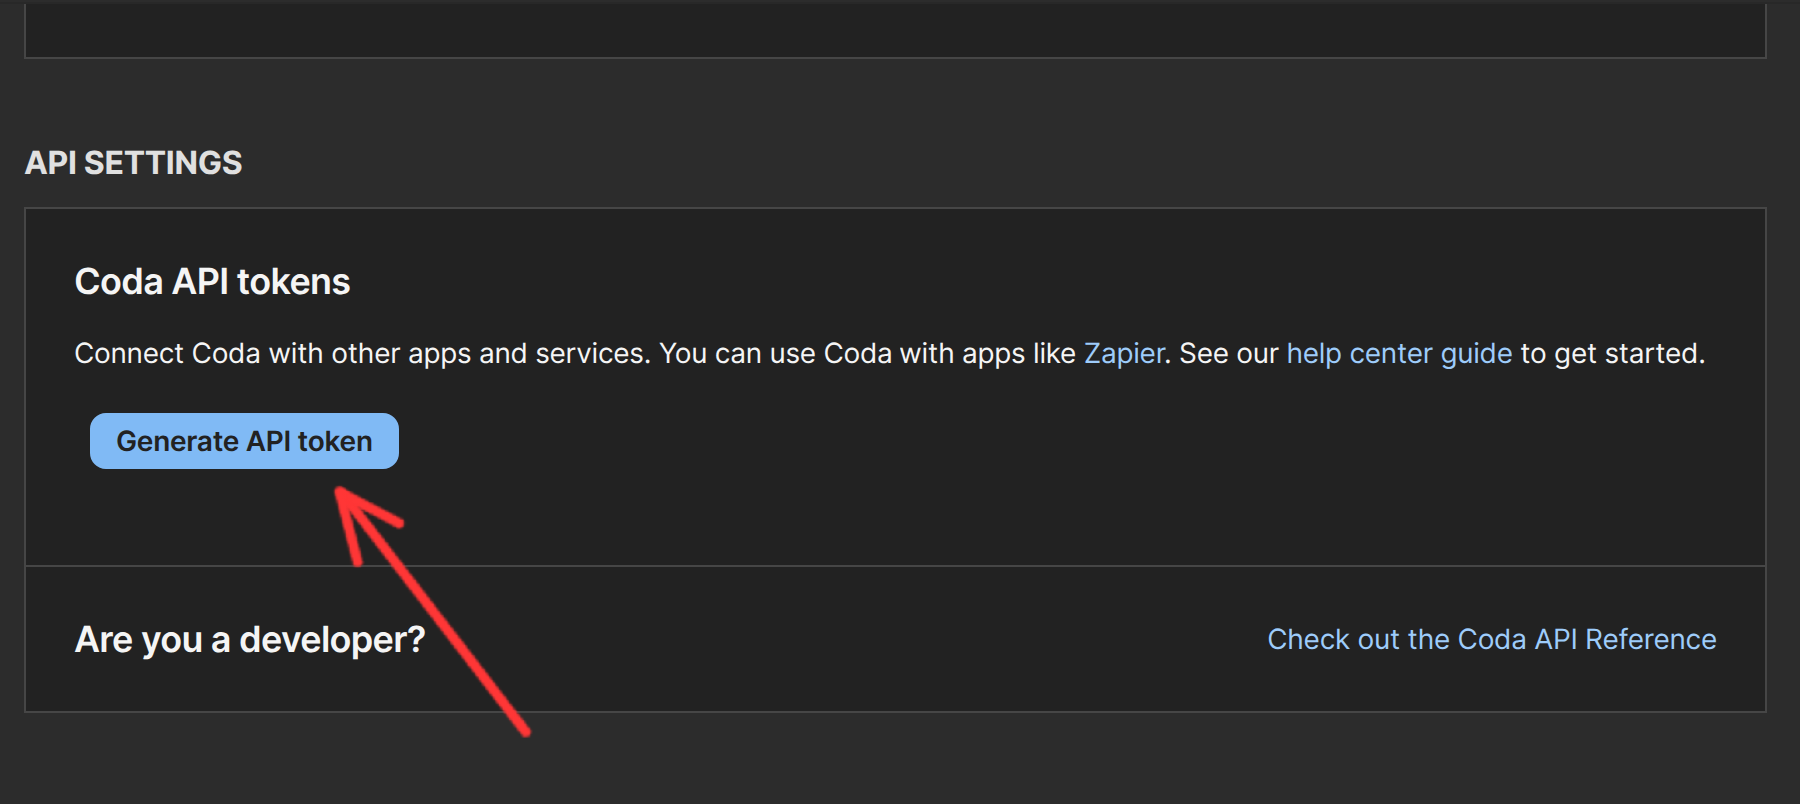 API SETTINGS
Coda API tokens
Connect Coda with other apps and services. You can use Coda with apps like Zapier. See our help center guide to get started.
Generate API token
Are you a developer?
Check out the Coda API Reference